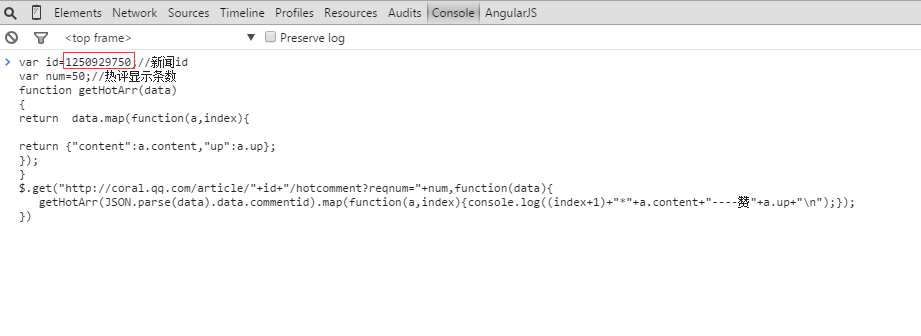 Elements Network Sources Timeline Profiles Resources Audits Console AngularJS
<top frame> Preserve log
var id=1250929750;//新闻id
var num=50;//热评显示条数
function getHotArr(data)
{
return  data.map(function(a,index){
return {"content":a.content,"up":a.up};
});
}
$.get("http://coral.qq.com/article/"+id+"/hotcomment?reqnum="+num,function(data){
getHotArr(JSON.parse(data).data.commentid).map(function(a,index){console.log((index+1)+"*"+a.content+"----赞"+a.up+"\n");});
})